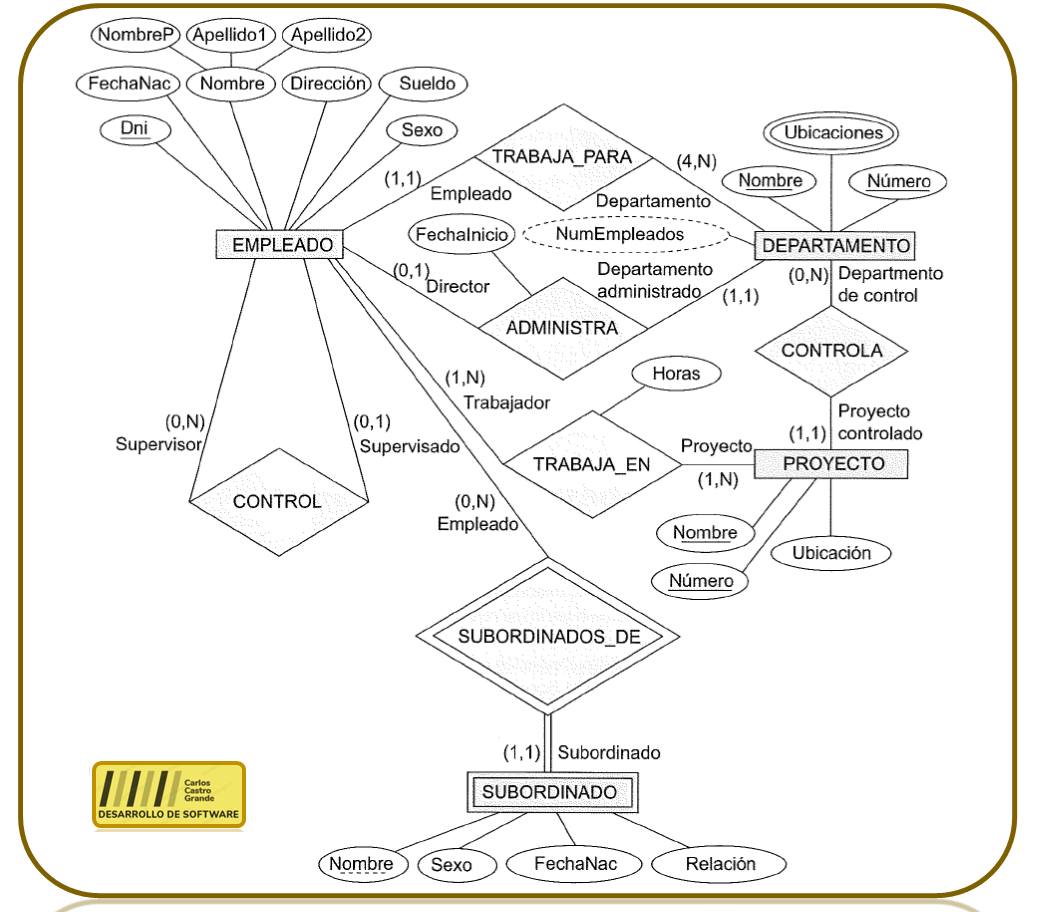 NombreP
Apellido1
Apellido2
FechaNac
Nombre
Dirección
Sueldo
Dni
Sexo
EMPLEADO
(1,1)
Empleado
TRABAJA_PARA
(4,N)
Departamento
Ubicaciones
Nombre
Número
FechaInicio
NumEmpleados
DEPARTAMENTO
(0,1)
Director
Departamento
administrado
(1,1)
ADMINISTRA
(0,N)
Departmento
de control
CONTROLA
Proyecto
controlado
(1,1)
(1,N)
Trabajador
Horas
TRABAJA_EN
Proyecto
(1,N)
PROYECTO
Nombre
Número
Ubicación
(0,N)
Supervisor
(0,1)
Supervisado
CONTROL
(0,N)
Empleado
SUBORDINADOS_DE
(1,1)
Subordinado
SUBORDINADO
Nombre
Sexo
FechaNac
Relación
Carlos
Castro
Grande
DESARROLLO DE SOFTWARE